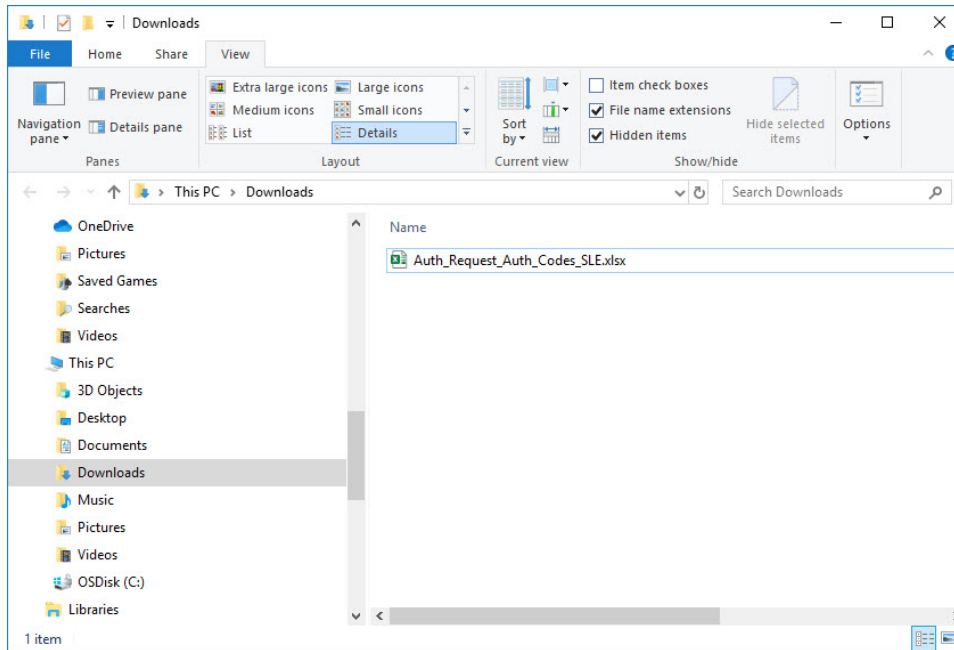 Downloads
File Home Share View
Navigation pane
Preview pane
Details pane
Panes
Extra large icons
Large icons
Medium icons
Small icons
List
Details
Layout
Sort by
Current view
Item check boxes
File name extensions
Hidden items
Hide selected items
Show/hide
Options
This PC > Downloads
Search Downloads
OneDrive
Pictures
Saved Games
Searches
Videos
This PC
3D Objects
Desktop
Documents
Downloads
Music
Pictures
Videos
OSDisk (C:)
Libraries
Name
Auth_Request_Auth_Codes_SLE.xlsx
1 item